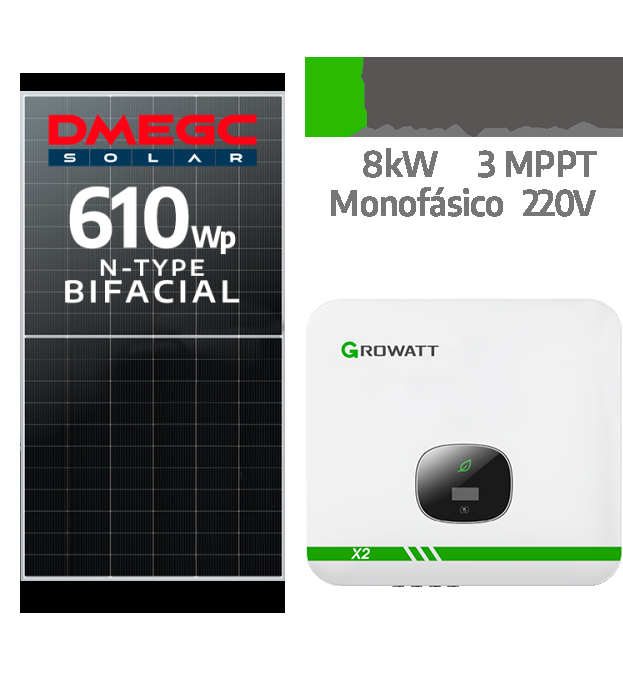 DMEGC
SOLAR
610Wp
N-TYPE
BIFACIAL
8kW 3 MPPT
Monofásico 220V
GROWATT
X2